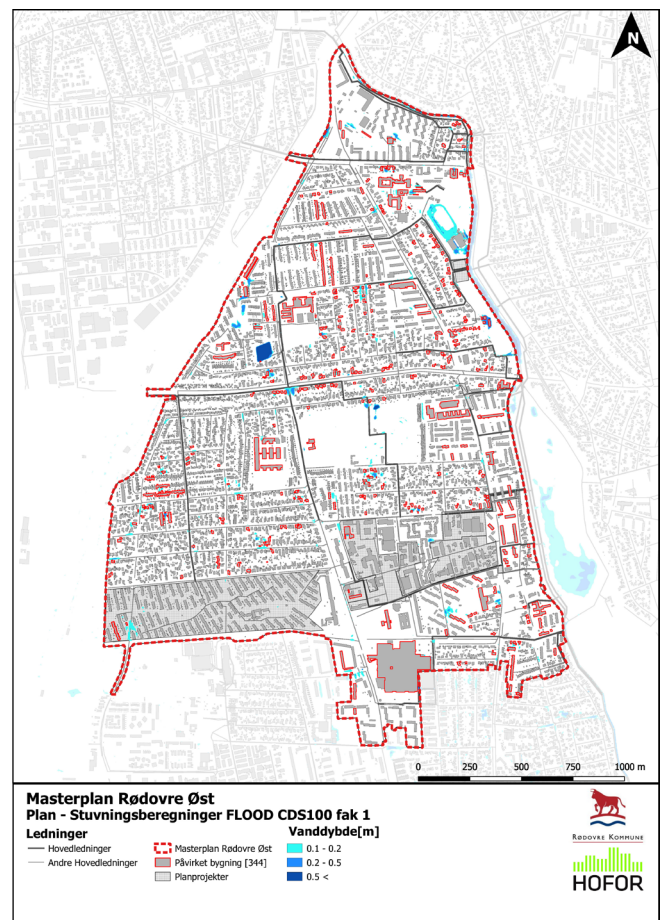 N
0 250 500 750 1000 m
Masterplan Rødovre Øst
Plan - Stuvningsberegninger FLOOD CDS100 fak 1
Ledninger
Hovedledninger
Andre Hovedledninger
Masterplan Rødovre Øst
Påvirket bygning [344]
Planprojekter
Vanddybde[m]
0.1 - 0.2
0.2 - 0.5
0.5 <
RØDOVRE KOMMUNE
HOFOR